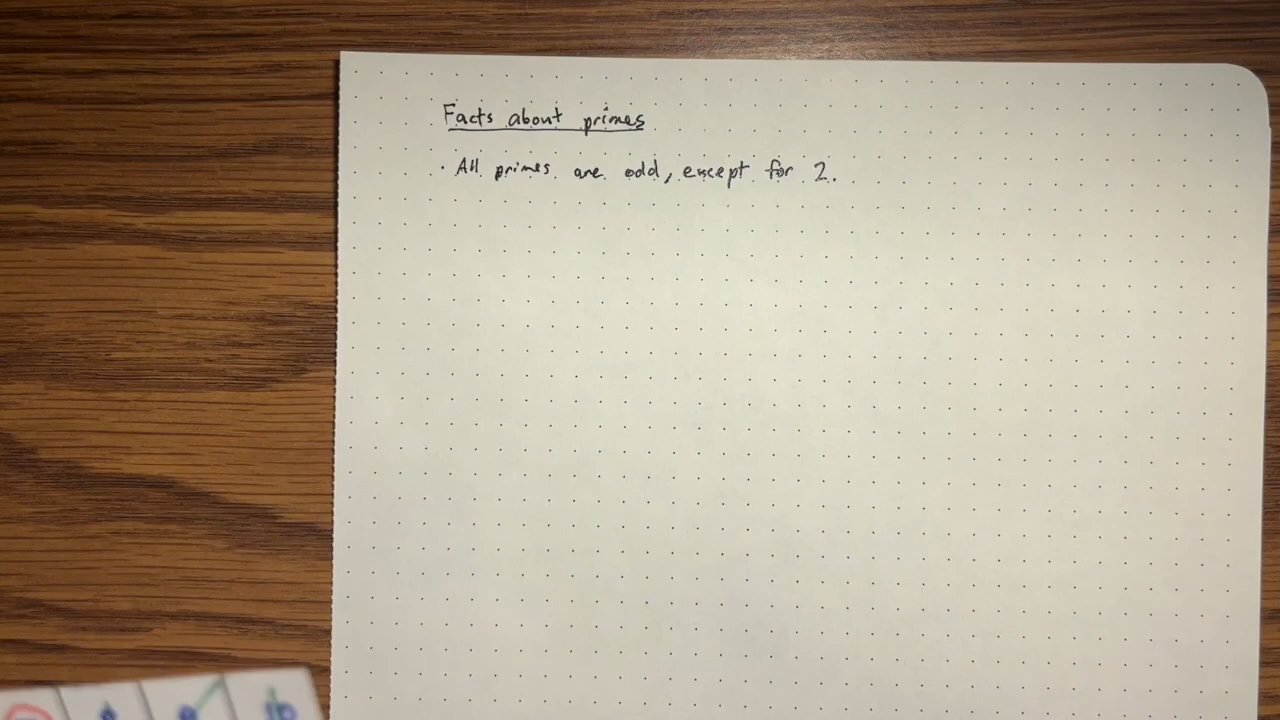 Facts about primes
· All primes are odd, except for 2.